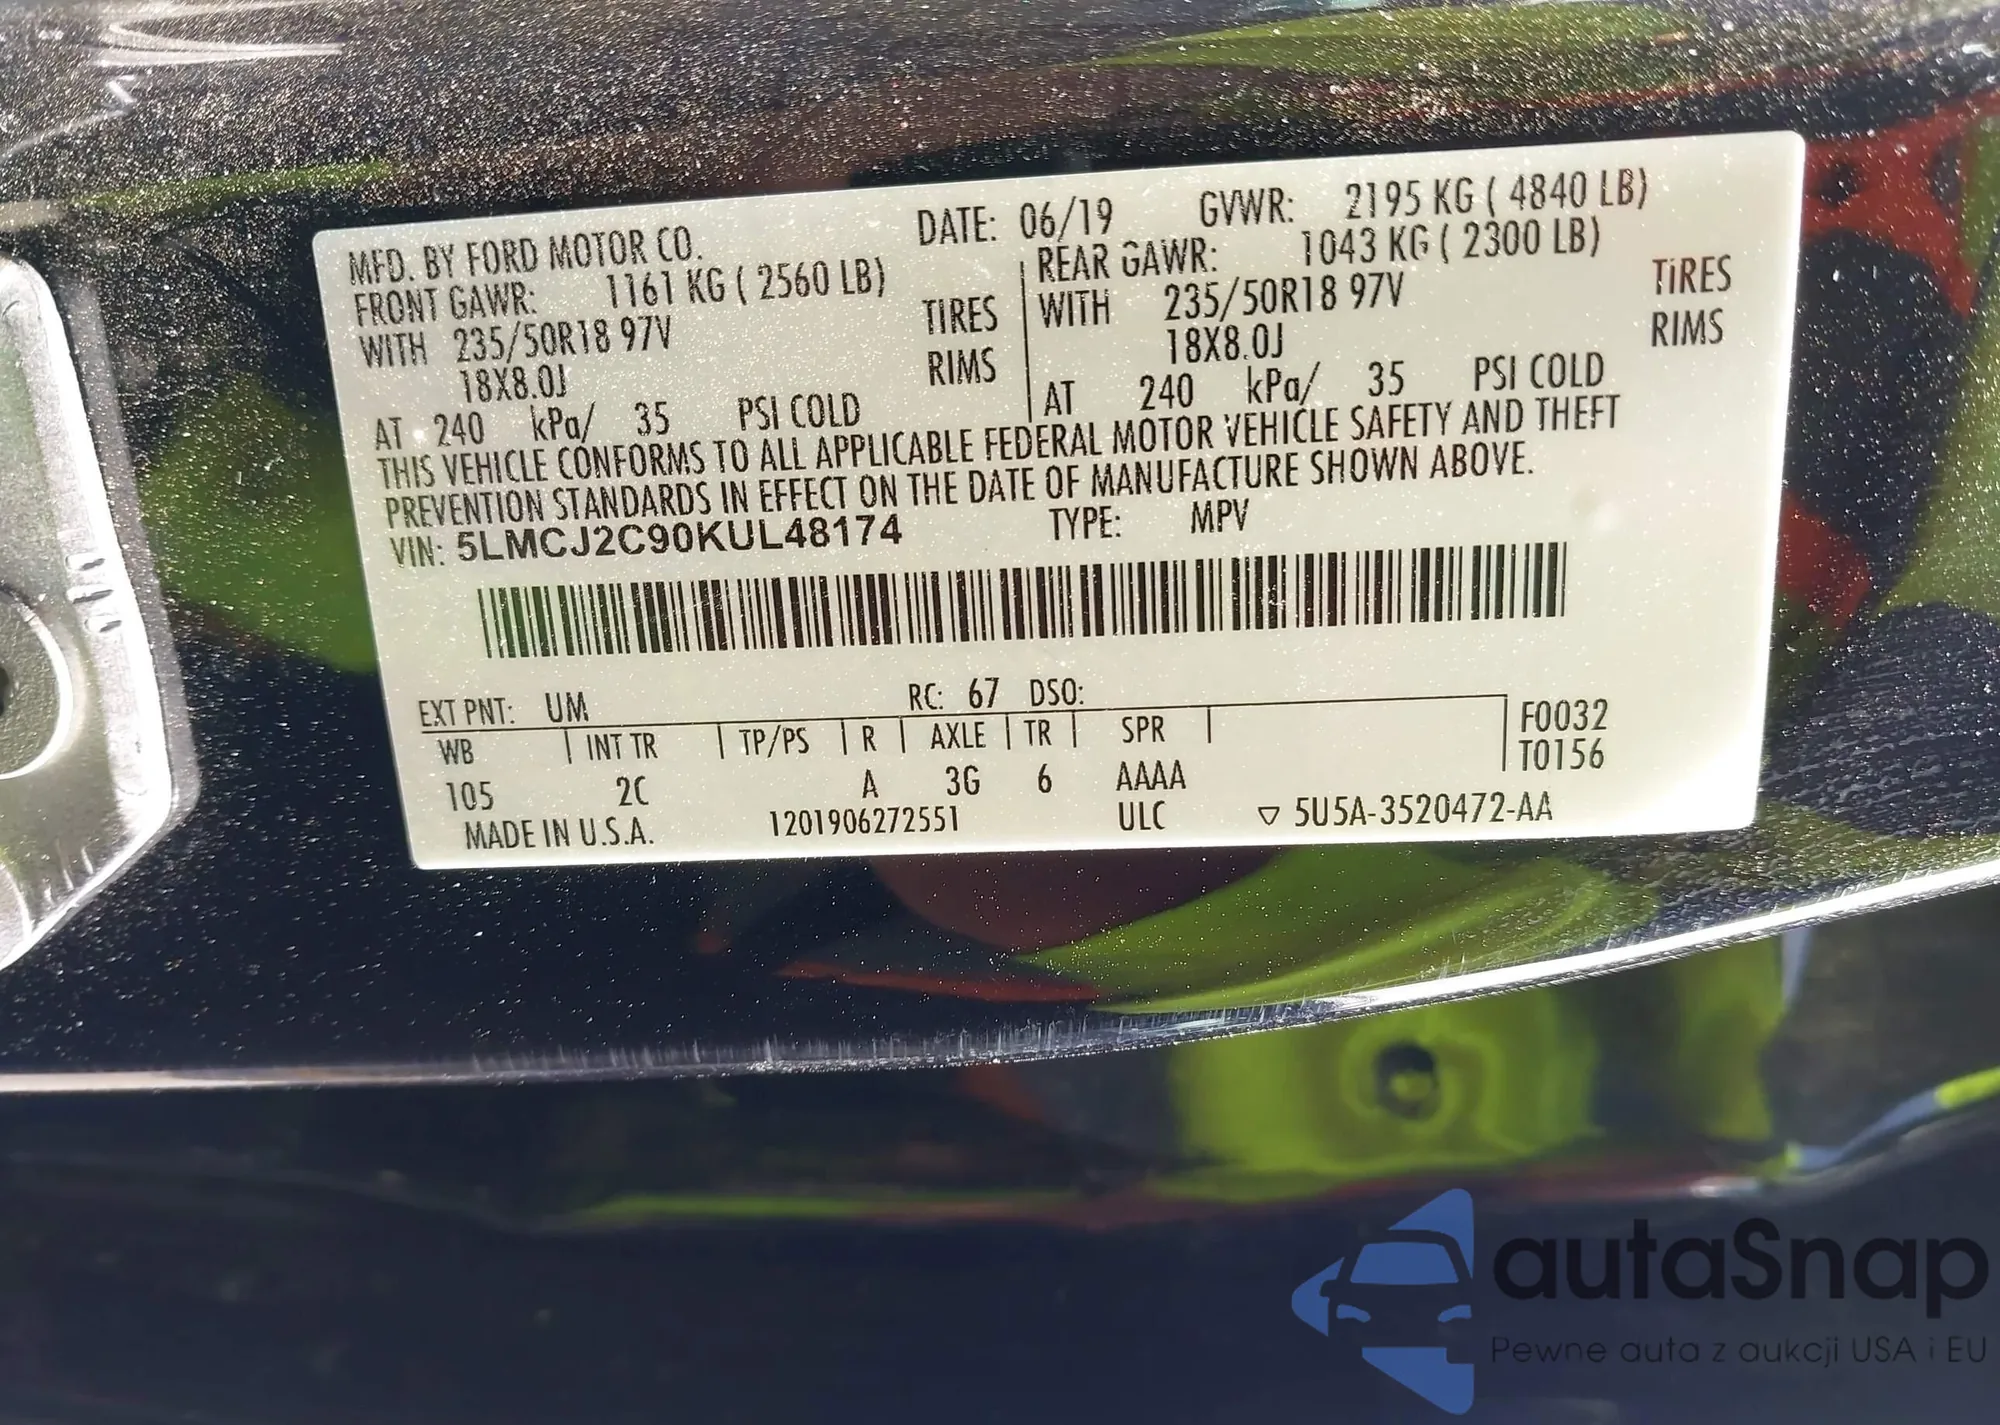 MFD. BY FORD MOTOR CO. DATE: 06/19 GVWR: 2195 KG ( 4840 LB)
FRONT GAWR: 1161 KG ( 2560 LB) REAR GAWR: 1043 KG ( 2300 LB)
WITH 235/50R18 97V TIRES WITH 235/50R18 97V TIRES
18X8.0J RIMS 18X8.0J RIMS
AT 240 kPa/ 35 PSI COLD AT 240 kPa/ 35 PSI COLD
THIS VEHICLE CONFORMS TO ALL APPLICABLE FEDERAL MOTOR VEHICLE SAFETY AND THEFT
PREVENTION STANDARDS IN EFFECT ON THE DATE OF MANUFACTURE SHOWN ABOVE.
VIN: 5LMCJ2C90KUL48174 TYPE: MPV
EXT PNT: UM RC: 67 DSO:
WB INT TR TP/PS R AXLE TR SPR F0032
T0156
105 2C A 3G 6 AAAA
MADE IN U.S.A. 1201906272551 ULC ▽ 5U5A-3520472-AA
autaSnap
Pewne auta z aukcji USA i EU